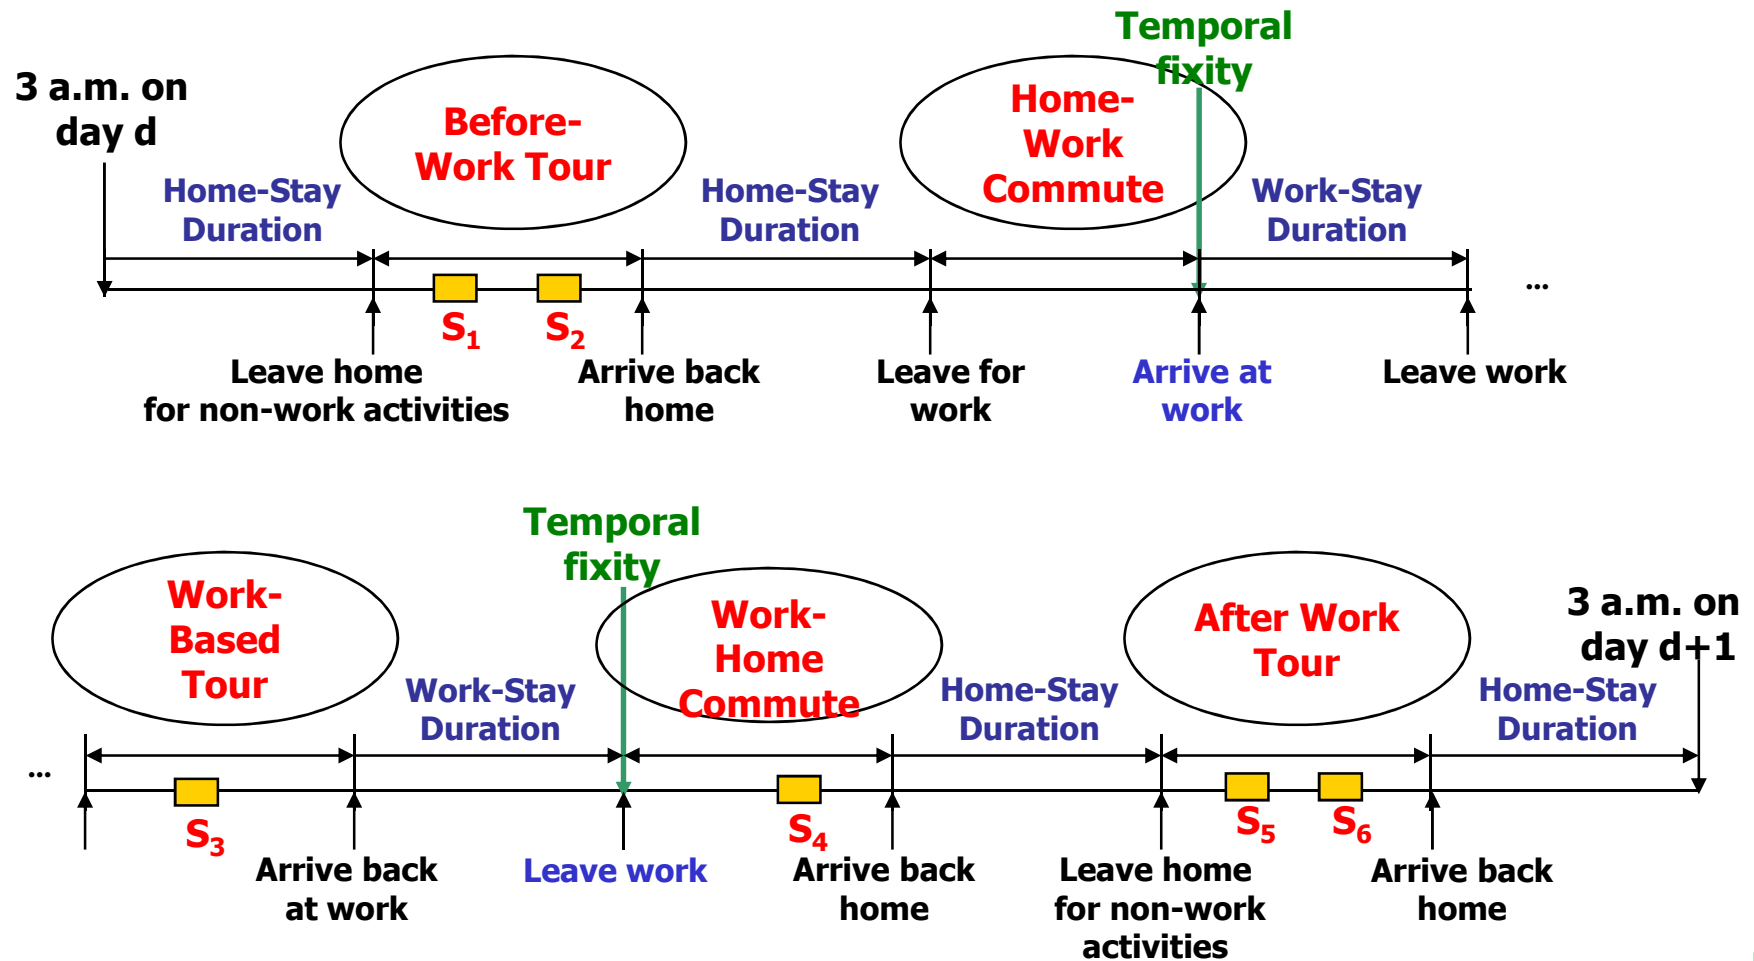 Temporal
fixity
3 a.m. on
day d
Before-
Work Tour
Home-
Work
Commute
Home-Stay
Duration
Home-Stay
Duration
Work-Stay
Duration
...
S1
S2
Leave home
for non-work activities
Arrive back
home
Leave for
work
Arrive at
work
Leave work
Temporal
fixity
Work-
Based
Tour
Work-
Home
Commute
After Work
Tour
3 a.m. on
day d+1
Work-Stay
Duration
Home-Stay
Duration
Home-Stay
Duration
...
S3
S4
S5
S6
Arrive back
at work
Leave work
Arrive back
home
Leave home
for non-work
activities
Arrive back
home